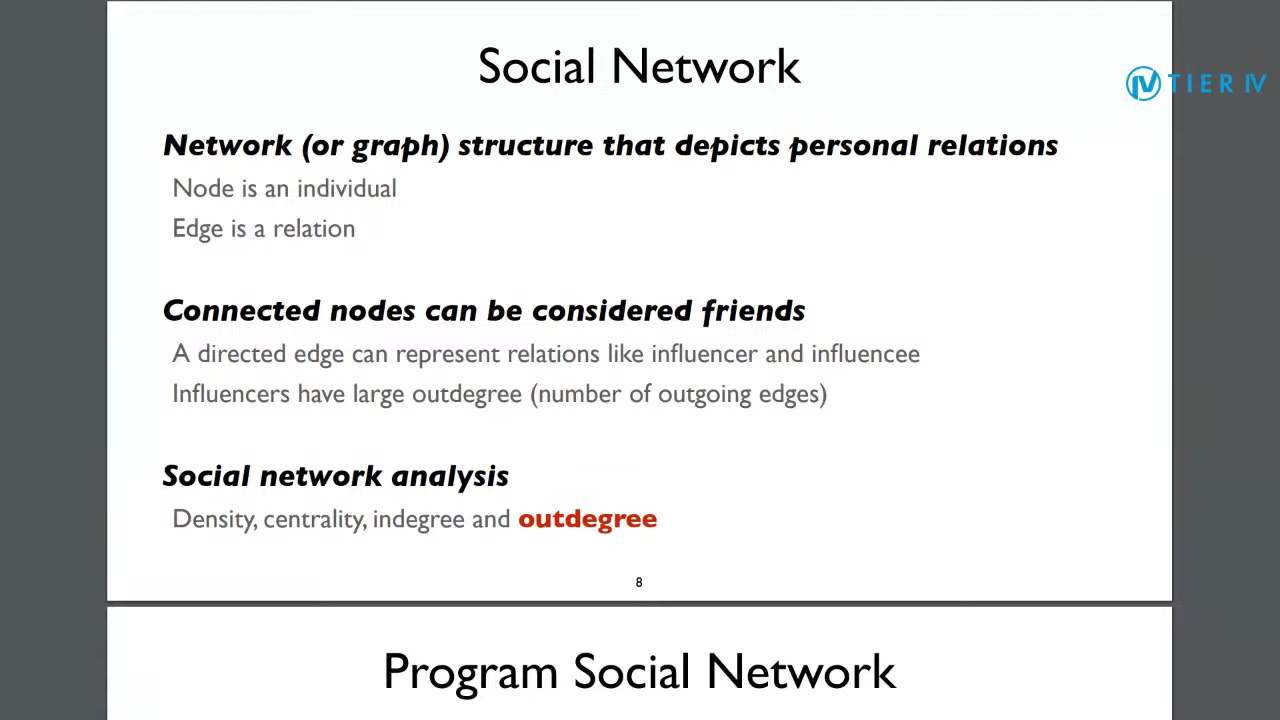 Social Network
TIER IV
Network (or graph) structure that depicts personal relations
Node is an individual
Edge is a relation
Connected nodes can be considered friends
A directed edge can represent relations like influencer and influencee
Influencers have large outdegree (number of outgoing edges)
Social network analysis
Density, centrality, indegree and outdegree
8
Program Social Network